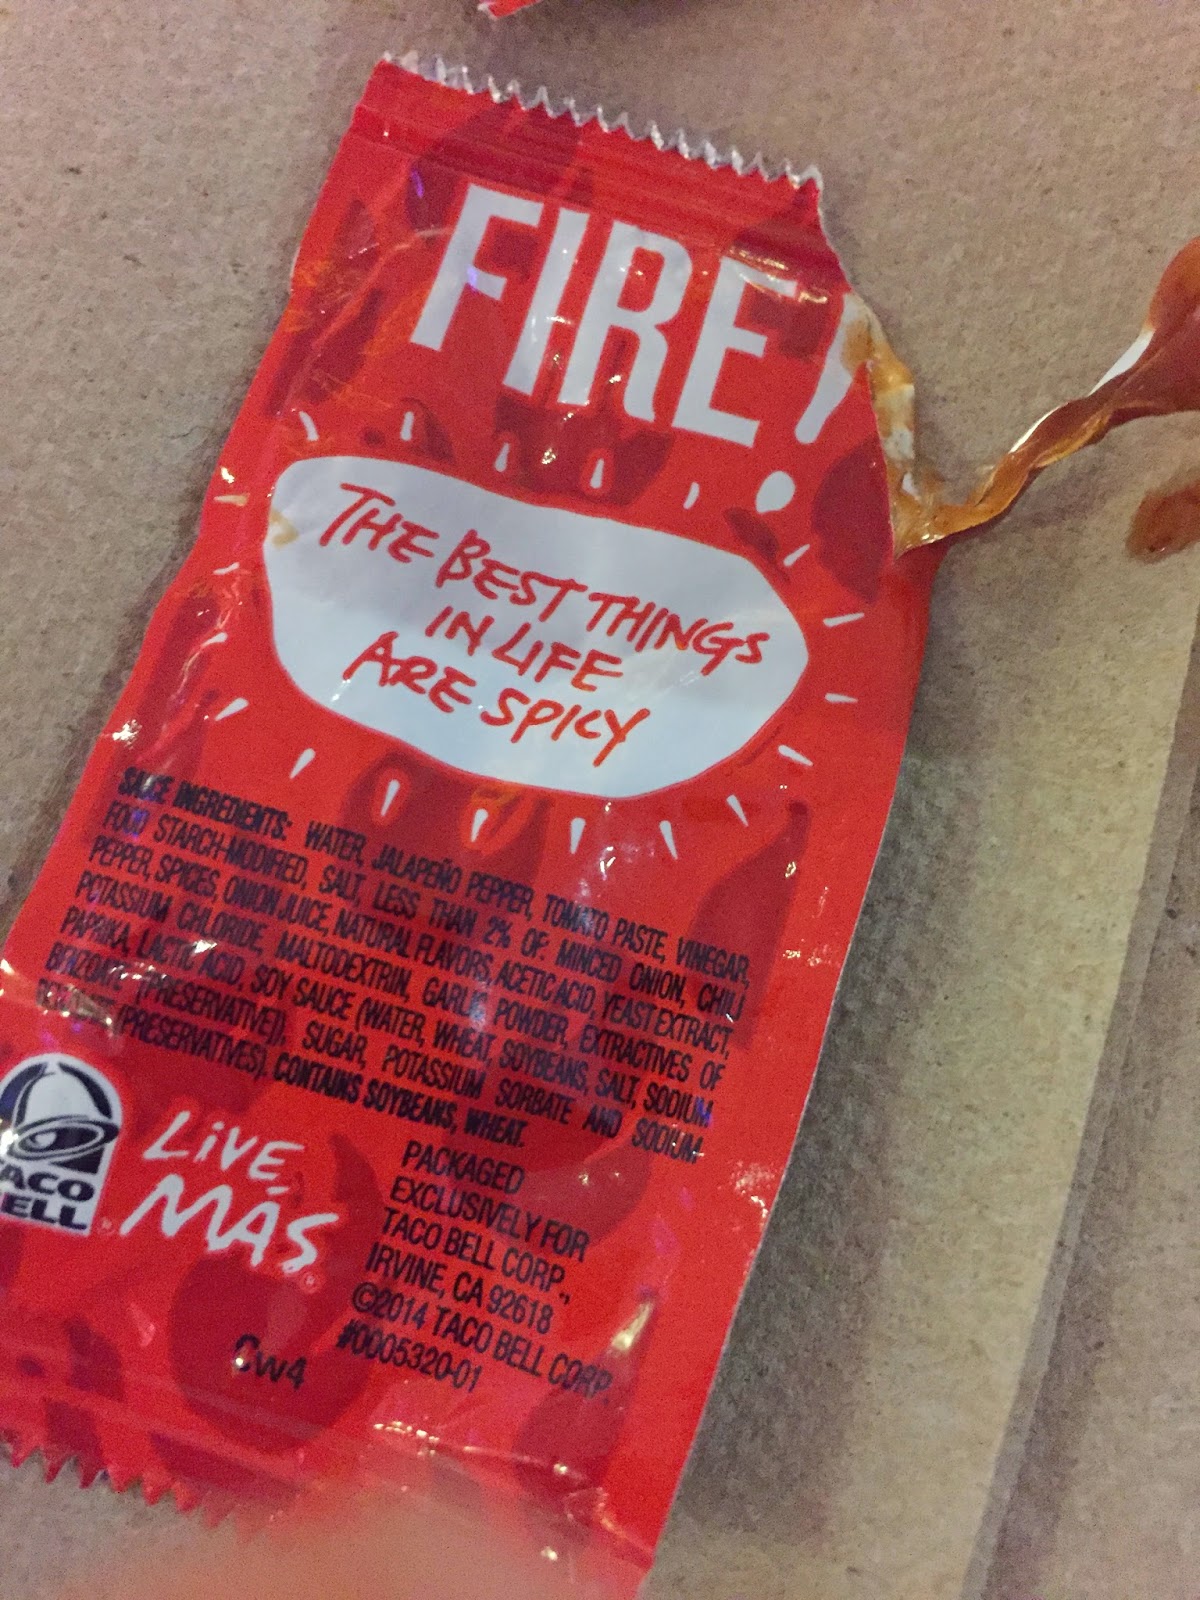 FIRE!
THE BEST THINGS
IN LIFE
ARE SPICY
SAUCE INGREDIENTS: WATER, JALAPEÑO PEPPER, TOMATO PASTE, VINEGAR,
FOOD STARCH-MODIFIED, SALT, LESS THAN 2% OF: MINCED ONION, CHILI
PEPPER, SPICES, ONION JUICE, NATURAL FLAVORS, ACETIC ACID, YEAST EXTRACT,
POTASSIUM CHLORIDE, MALTODEXTRIN, GARLIC POWDER, EXTRACTIVES OF
PAPRIKA, LACTIC ACID, SOY SAUCE (WATER, WHEAT, SOYBEANS, SALT, SODIUM
BENZOATE [PRESERVATIVE]), SUGAR, POTASSIUM SORBATE AND SODIUM
BENZOATE (PRESERVATIVES). CONTAINS SOYBEANS, WHEAT.
TACO
BELL®
LIVE
MÁS®
PACKAGED
EXCLUSIVELY FOR
TACO BELL CORP.,
IRVINE, CA 92618
©2014 TACO BELL CORP.
#0005320-01
CW4